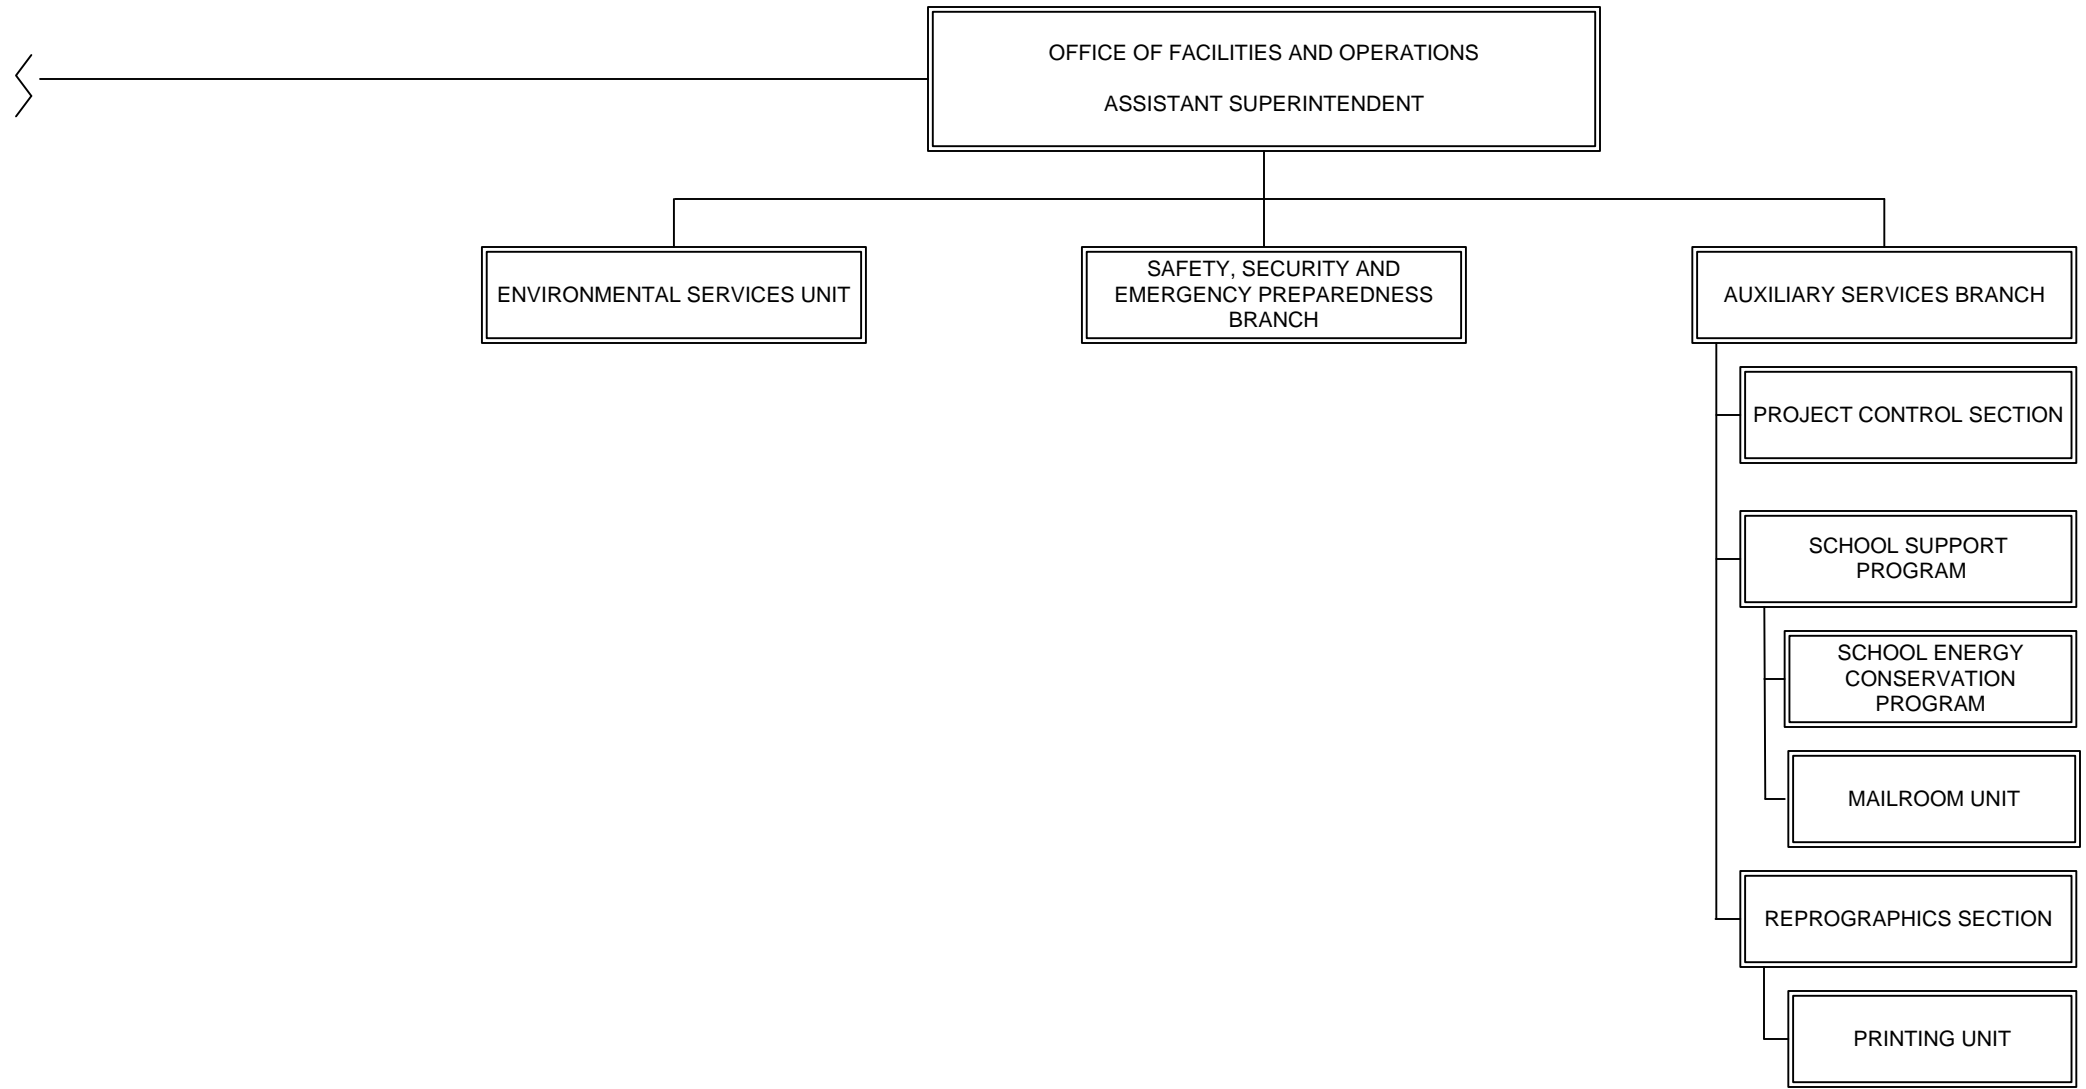 OFFICE OF FACILITIES AND OPERATIONS
ASSISTANT SUPERINTENDENT
ENVIRONMENTAL SERVICES UNIT
SAFETY, SECURITY AND
EMERGENCY PREPAREDNESS
BRANCH
AUXILIARY SERVICES BRANCH
PROJECT CONTROL SECTION
SCHOOL SUPPORT
PROGRAM
SCHOOL ENERGY
CONSERVATION
PROGRAM
MAILROOM UNIT
REPROGRAPHICS SECTION
PRINTING UNIT